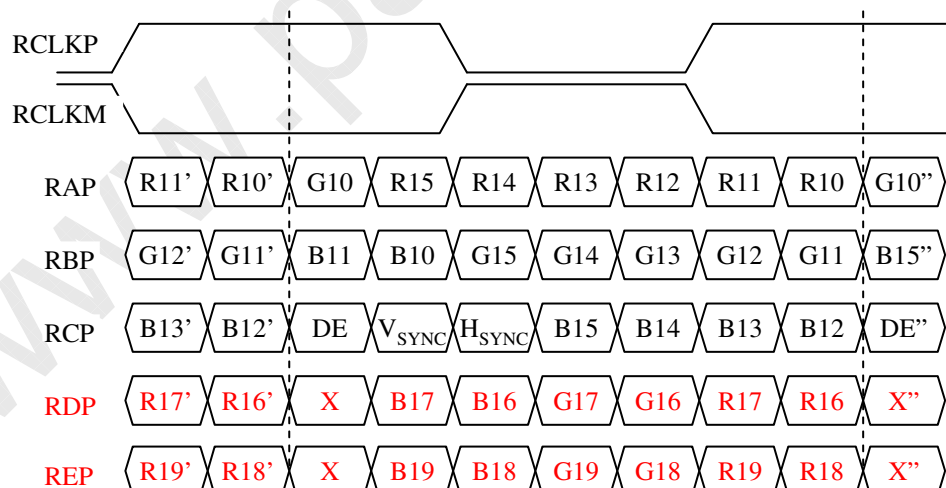 RCLKP
RCLKM
RAP R11’ R10’ G10 R15 R14 R13 R12 R11 R10 G10”
RBP G12’ G11’ B11 B10 G15 G14 G13 G12 G11 B15”
RCP B13’ B12’ DE VSYNC HSYNC B15 B14 B13 B12 DE”
RDP R17’ R16’ X B17 B16 G17 G16 R17 R16 X”
REP R19’ R18’ X B19 B18 G19 G18 R19 R18 X”
www.pa